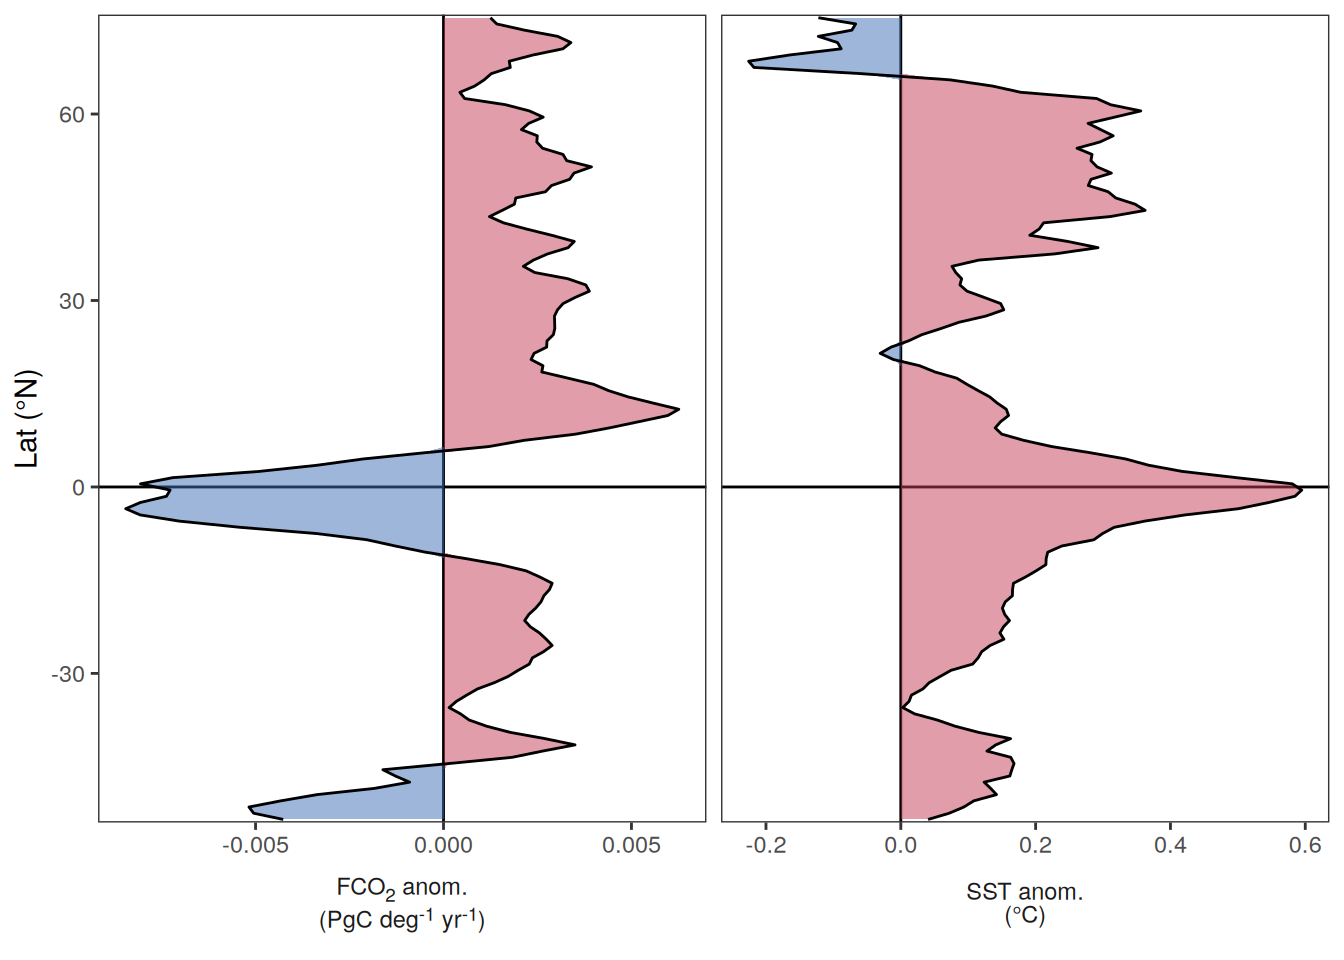 Lat (°N)
60
30
0
-30
-0.005 0.000 0.005
FCO₂ anom.
(PgC deg⁻¹ yr⁻¹)
-0.2 0.0 0.2 0.4 0.6
SST anom.
(°C)